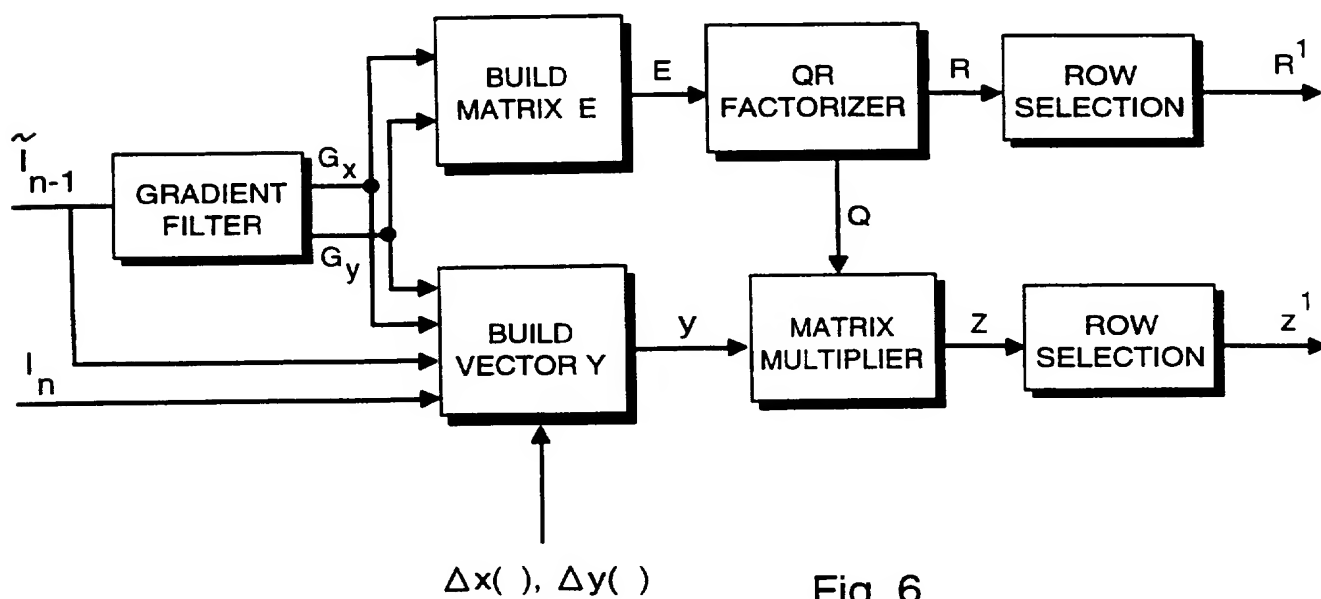 BUILD
MATRIX E
E
QR
FACTORIZER
R
ROW
SELECTION
R¹
Ĩₙ₋₁
GRADIENT
FILTER
Gₓ
G_y
Q
Iₙ
BUILD
VECTOR Y
y
MATRIX
MULTIPLIER
z
ROW
SELECTION
z¹
Δx( ), Δy( )
Fig. 6